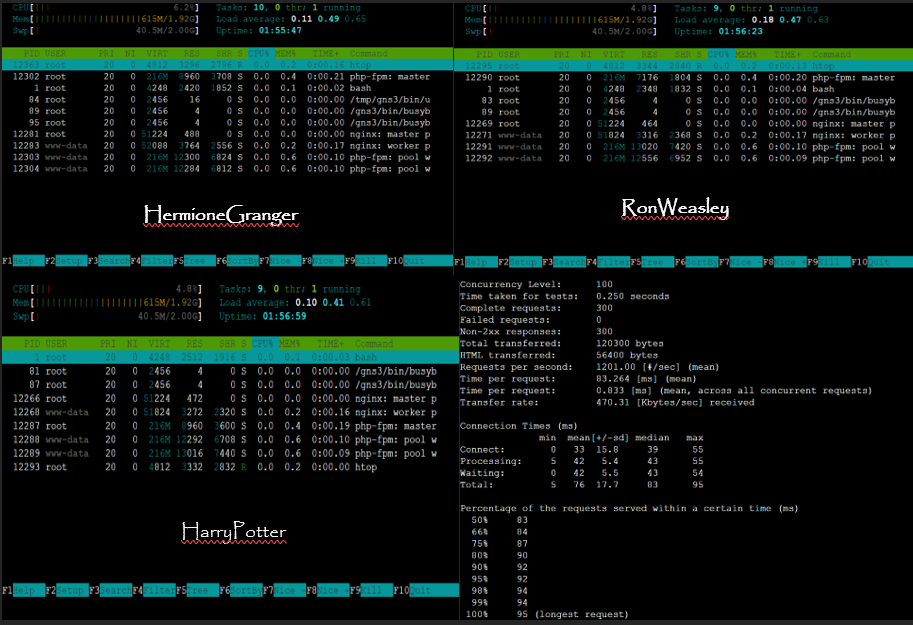 CPU[ 6.2%] Tasks: 10, 0 thr; 1 running
Mem[ 615M/1.92G] Load average: 0.11 0.49 0.65
Swp[ 40.5M/2.00G] Uptime: 01:55:47
PID USER PRI NI VIRT RES SHR S CPU% MEM% TIME+ Command
12363 root 20 0 4812 3296 2796 R 0.0 0.2 0:00.16 htop
12302 root 20 0 216M 8960 3708 S 0.0 0.4 0:00.21 php-fpm: master
1 root 20 0 4248 2420 1852 S 0.0 0.1 0:00.02 bash
84 root 20 0 2456 16 0 S 0.0 0.0 0:00.00 /tmp/gns3/bin/u
89 root 20 0 2456 4 0 S 0.0 0.0 0:00.00 /gns3/bin/busyb
95 root 20 0 2456 4 0 S 0.0 0.0 0:00.00 /gns3/bin/busyb
12281 root 20 0 51224 488 0 S 0.0 0.0 0:00.00 nginx: master p
12283 www-data 20 0 52088 3764 2556 S 0.0 0.2 0:00.17 nginx: worker p
12303 www-data 20 0 216M 12300 6824 S 0.0 0.6 0:00.10 php-fpm: pool w
12304 www-data 20 0 216M 12284 6812 S 0.0 0.6 0:00.10 php-fpm: pool w
HermioneGranger
F1Help F2Setup F3Search F4Filter F5Tree F6SortBy F7Nice - F8Nice + F9Kill F10Quit
CPU[ 4.8%] Tasks: 9, 0 thr; 1 running
Mem[ 615M/1.92G] Load average: 0.18 0.47 0.63
Swp[ 40.5M/2.00G] Uptime: 01:56:23
PID USER PRI NI VIRT RES SHR S CPU% MEM% TIME+ Command
12295 root 20 0 4812 3344 R 0.0 0.2 0:00.13 htop
12290 root 20 0 216M 7176 1804 S 0.0 0.4 0:00.20 php-fpm: master
1 root 20 0 4248 2348 1832 S 0.0 0.1 0:00.04 bash
83 root 20 0 2456 4 0 S 0.0 0.0 0:00.00 /gns3/bin/busyb
89 root 20 0 2456 4 0 S 0.0 0.0 0:00.00 /gns3/bin/busyb
12269 root 20 0 51224 464 0 S 0.0 0.0 0:00.00 nginx: master p
12271 www-data 20 0 51824 3316 2368 S 0.0 0.2 0:00.17 nginx: worker p
12291 www-data 20 0 216M 13020 7420 S 0.0 0.6 0:00.10 php-fpm: pool w
12292 www-data 20 0 216M 12556 6952 S 0.0 0.6 0:00.09 php-fpm: pool w
RonWeasley
F1Help F2Setup F3Search F4Filter F5Tree F6SortBy F7Nice - F8Nice + F9Kill F10Quit
CPU[ 4.8%] Tasks: 9, 0 thr; 1 running
Mem[ 615M/1.92G] Load average: 0.10 0.41 0.61
Swp[ 40.5M/2.00G] Uptime: 01:56:59
PID USER PRI NI VIRT RES SHR S CPU% MEM% TIME+ Command
1 root 20 0 4248 2512 1916 S 0.0 0.1 0:00.03 bash
81 root 20 0 2456 4 0 S 0.0 0.0 0:00.00 /gns3/bin/busyb
87 root 20 0 2456 4 0 S 0.0 0.0 0:00.00 /gns3/bin/busyb
12266 root 20 0 51224 472 0 S 0.0 0.0 0:00.00 nginx: master p
12268 www-data 20 0 51824 3272 2320 S 0.0 0.2 0:00.16 nginx: worker p
12287 root 20 0 216M 8960 3600 S 0.0 0.4 0:00.19 php-fpm: master
12288 www-data 20 0 216M 12292 6708 S 0.0 0.6 0:00.10 php-fpm: pool w
12289 www-data 20 0 216M 13016 7440 S 0.0 0.6 0:00.09 php-fpm: pool w
12293 root 20 0 4812 3332 2832 R 0.0 0.2 0:00.10 htop
HarryPotter
F1Help F2Setup F3Search F4Filter F5Tree F6SortBy F7Nice - F8Nice + F9Kill F10Quit
Concurrency Level: 100
Time taken for tests: 0.250 seconds
Complete requests: 300
Failed requests: 0
Non-2xx responses: 300
Total transferred: 120300 bytes
HTML transferred: 56400 bytes
Requests per second: 1201.00 [#/sec] (mean)
Time per request: 83.264 [ms] (mean)
Time per request: 0.833 [ms] (mean, across all concurrent requests)
Transfer rate: 470.31 [Kbytes/sec] received
Connection Times (ms)
min mean[+/-sd] median max
Connect: 0 33 15.8 39 55
Processing: 5 42 5.4 43 55
Waiting: 0 42 5.5 43 54
Total: 5 76 17.7 83 95
Percentage of the requests served within a certain time (ms)
50% 83
66% 84
75% 87
80% 90
90% 92
95% 92
98% 94
99% 94
100% 95 (longest request)